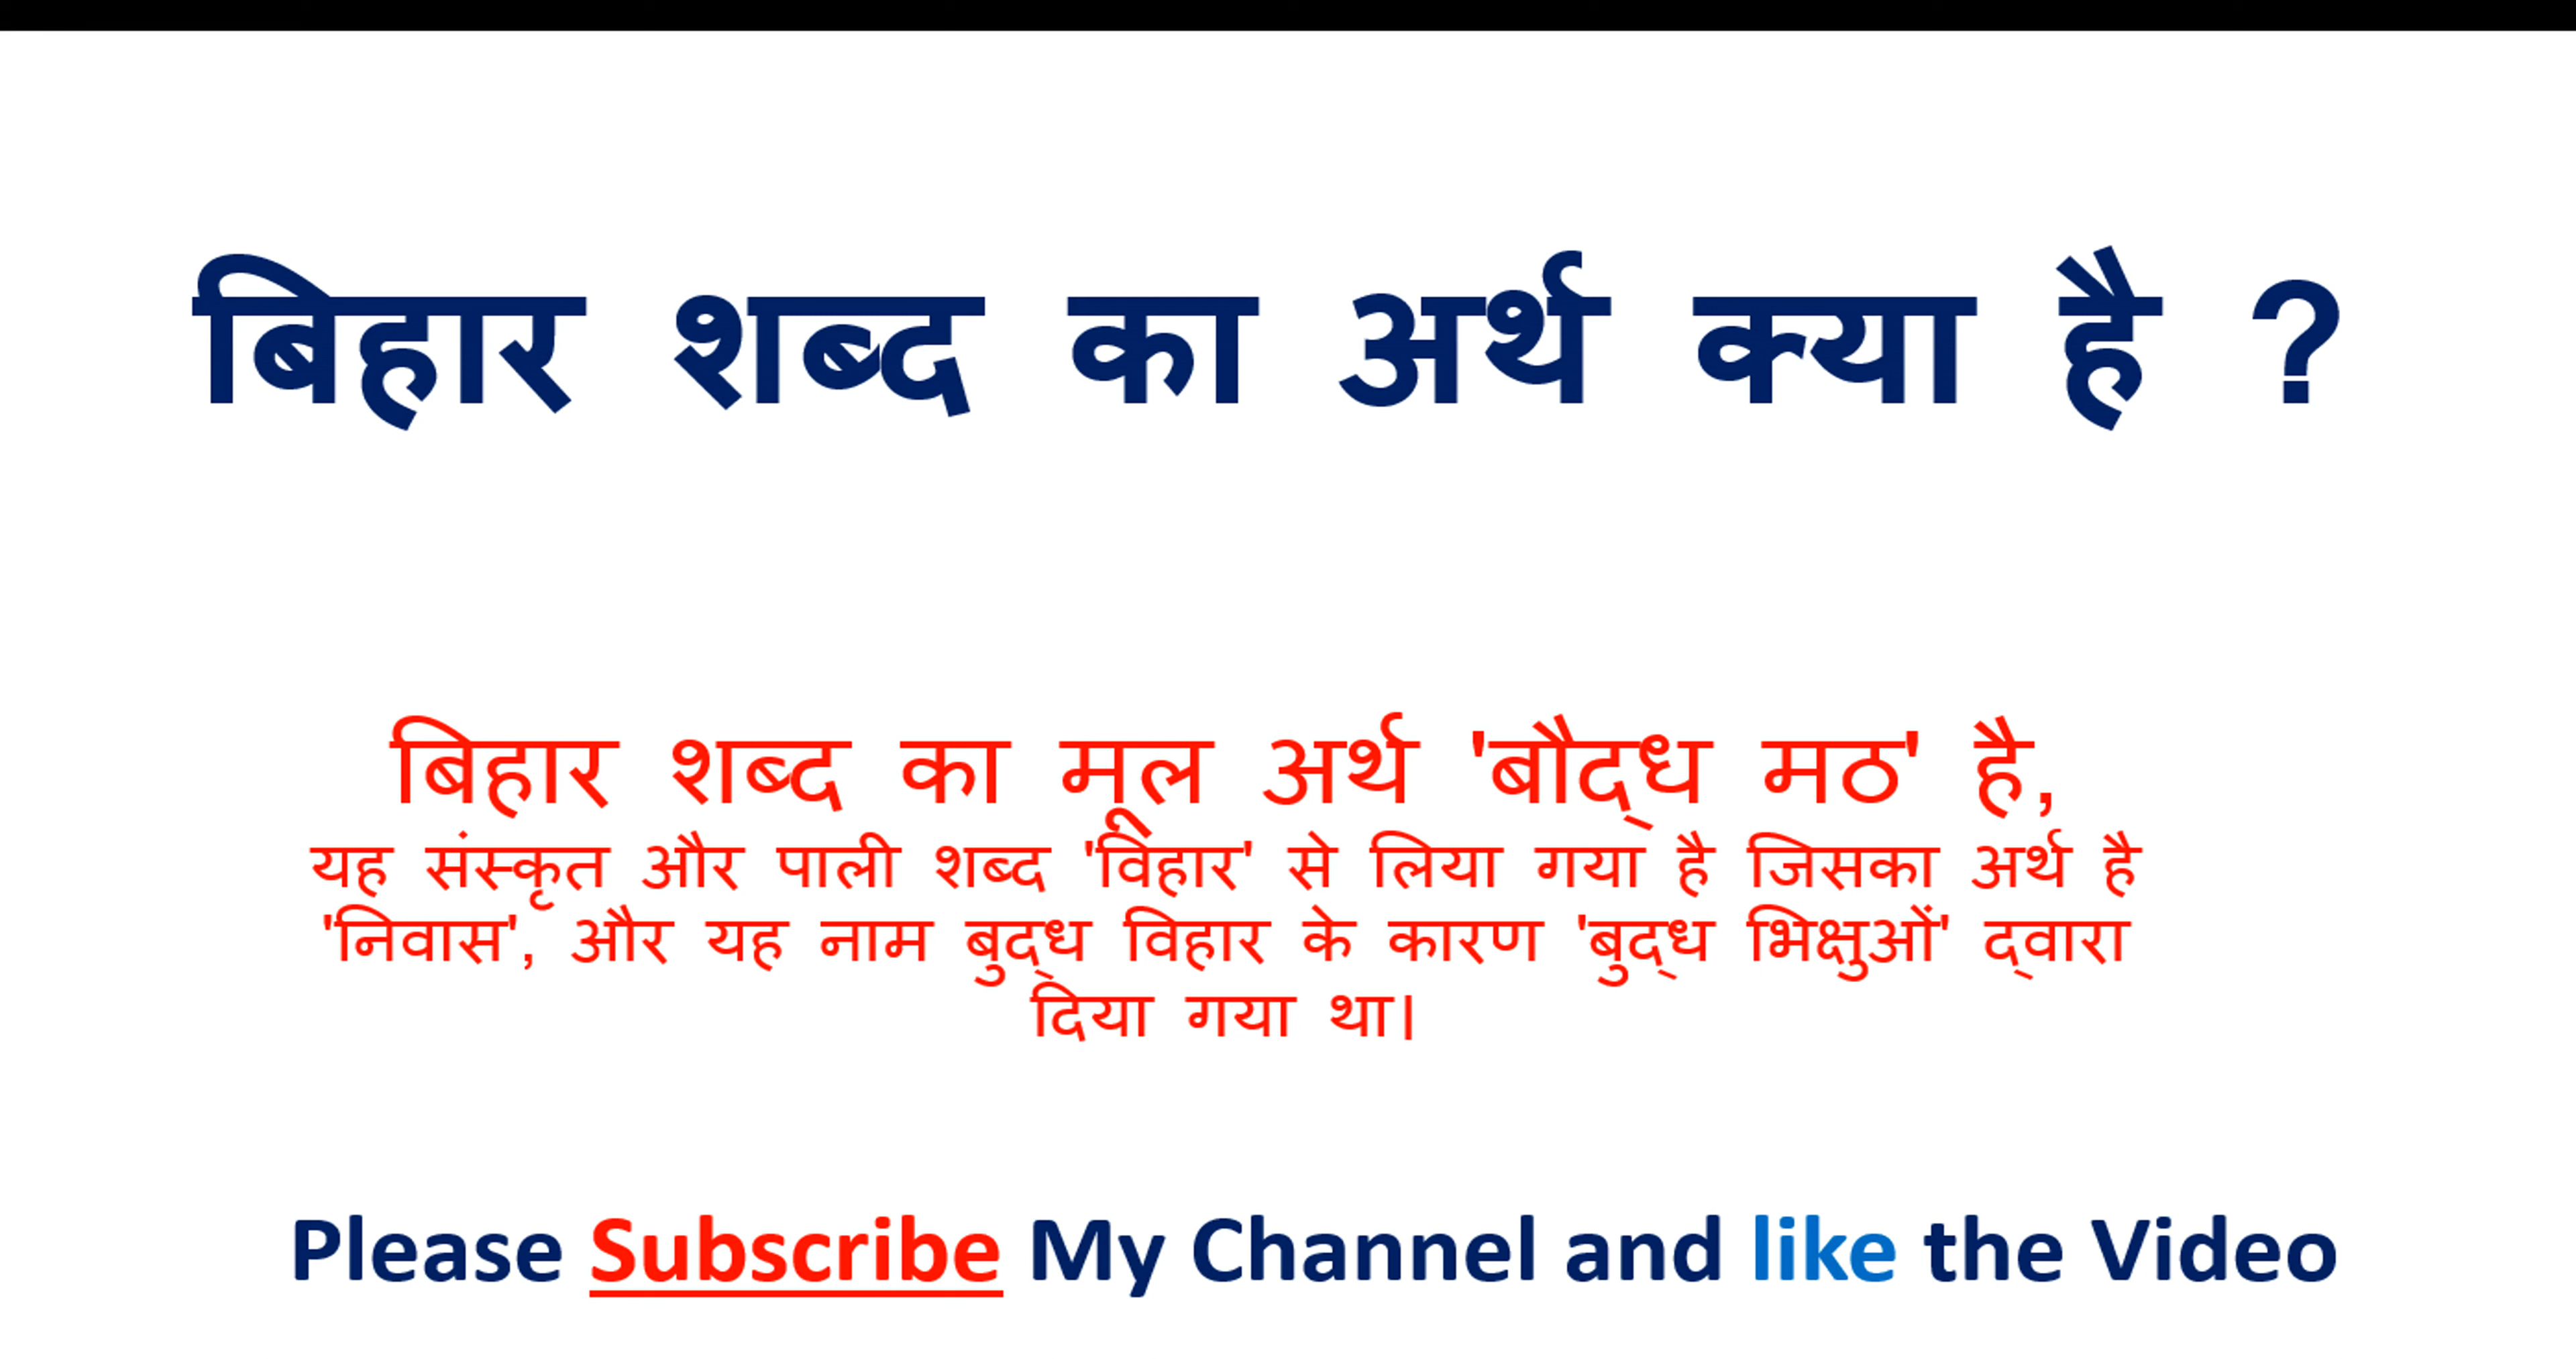 बिहार शब्द का अर्थ क्या है ?
बिहार शब्द का मूल अर्थ 'बौद्ध मठ' है,
यह संस्कृत और पाली शब्द 'विहार' से लिया गया है जिसका अर्थ है
'निवास', और यह नाम बुद्ध विहार के कारण 'बुद्ध भिक्षुओं' द्वारा
दिया गया था।
Please Subscribe My Channel and like the Video